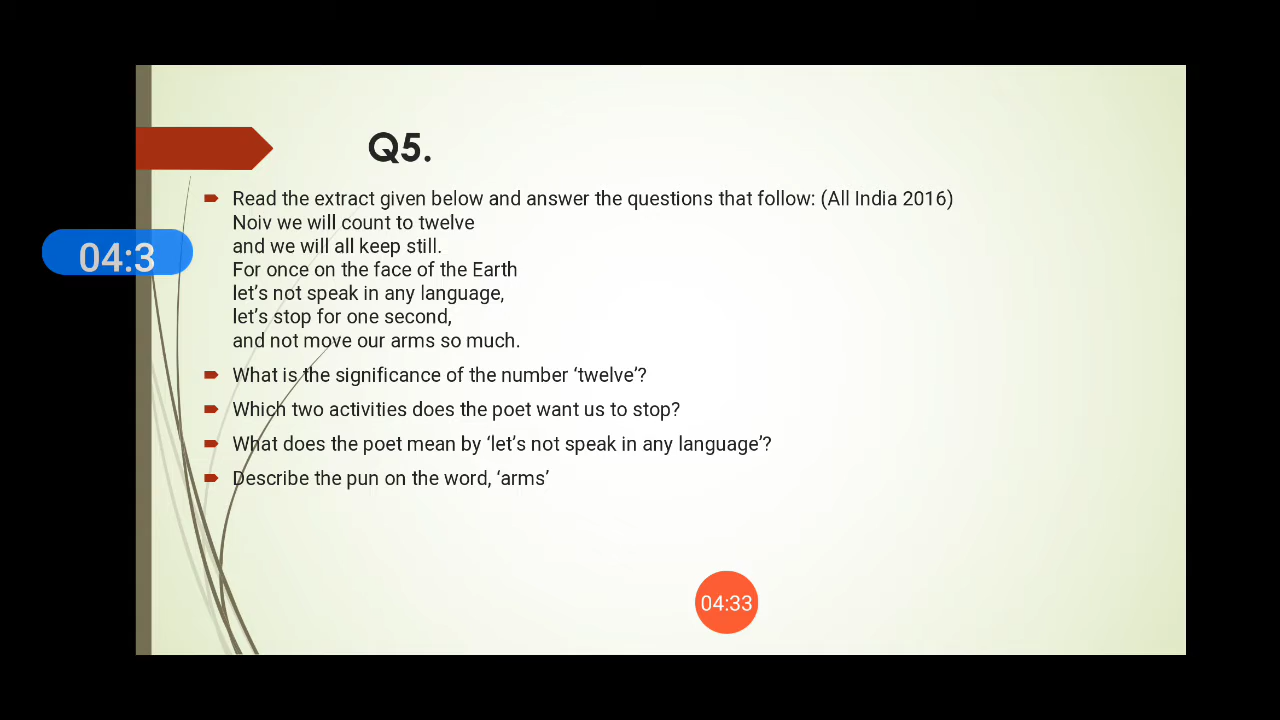 Q5.
Read the extract given below and answer the questions that follow: (All India 2016)
Noiv we will count to twelve
and we will all keep still.
For once on the face of the Earth
let's not speak in any language,
let's stop for one second,
and not move our arms so much.
04:3
What is the significance of the number ‘twelve’?
Which two activities does the poet want us to stop?
What does the poet mean by ‘let's not speak in any language’?
Describe the pun on the word, ‘arms’
04:33